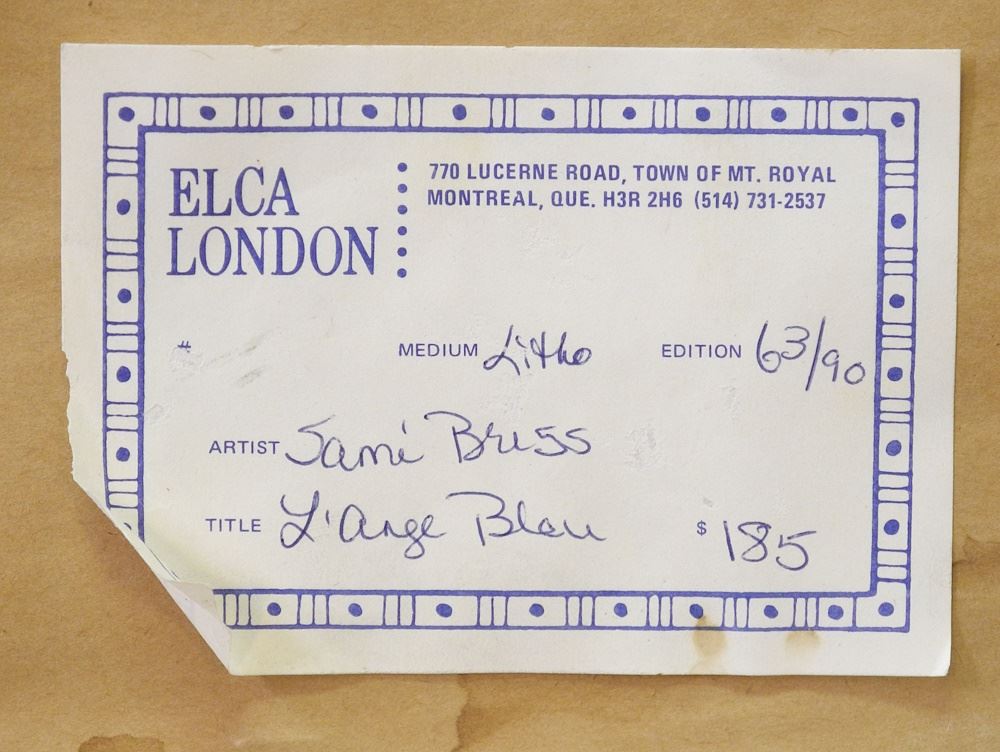 ELCA
LONDON
770 LUCERNE ROAD, TOWN OF MT. ROYAL
MONTREAL, QUE. H3R 2H6 (514) 731-2537
# MEDIUM Litho EDITION 63/90
ARTIST Sami Briss
TITLE L'Ange Bleu $185